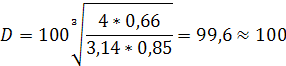 D = 100 ∛(4 * 0,66 / 3,14 * 0,85) = 99,6 ≈ 100